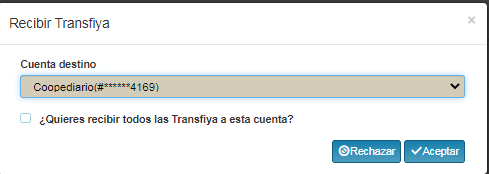 Recibir Transfiya
×
Cuenta destino
Coopediario(#******4169)
¿Quieres recibir todos las Transfiya a esta cuenta?
Rechazar Aceptar